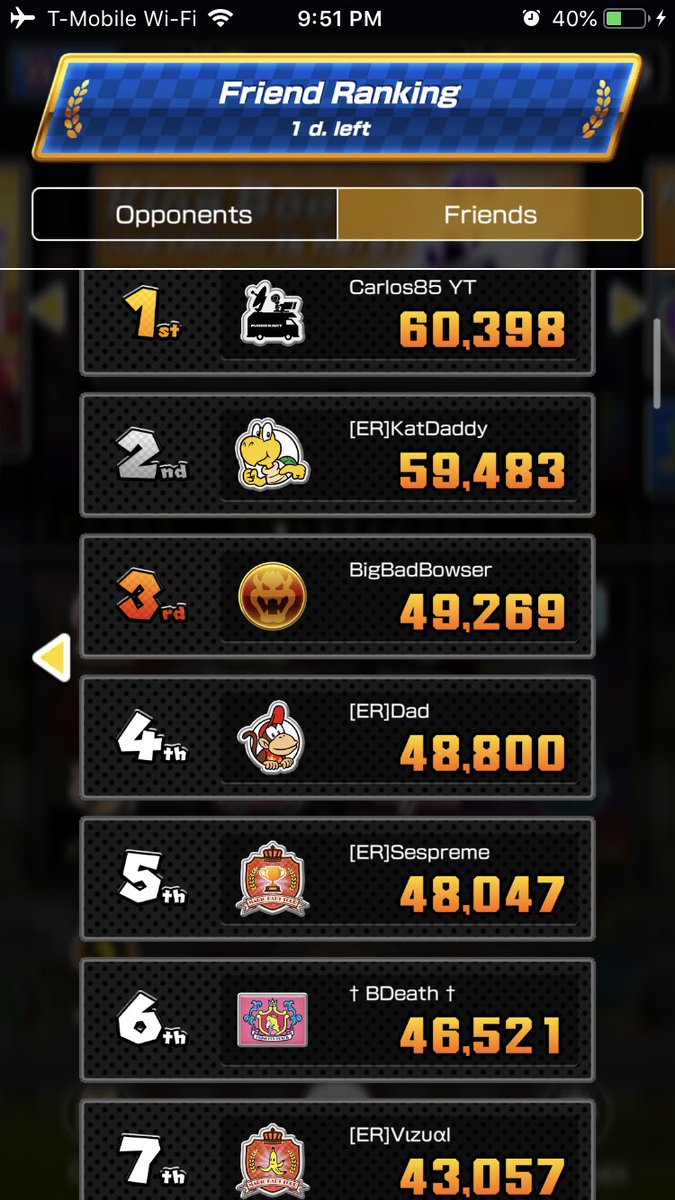 T-Mobile Wi-Fi 9:51 PM 40%
Friend Ranking
1 d. left
Opponents Friends
1st Carlos85 YT
60,398
2nd [ER]KatDaddy
59,483
3rd BigBadBowser
49,269
4th [ER]Dad
48,800
5th [ER]Sespreme
48,047
6th † BDeath †
46,521
7th [ER]Vιzυαl
43,057